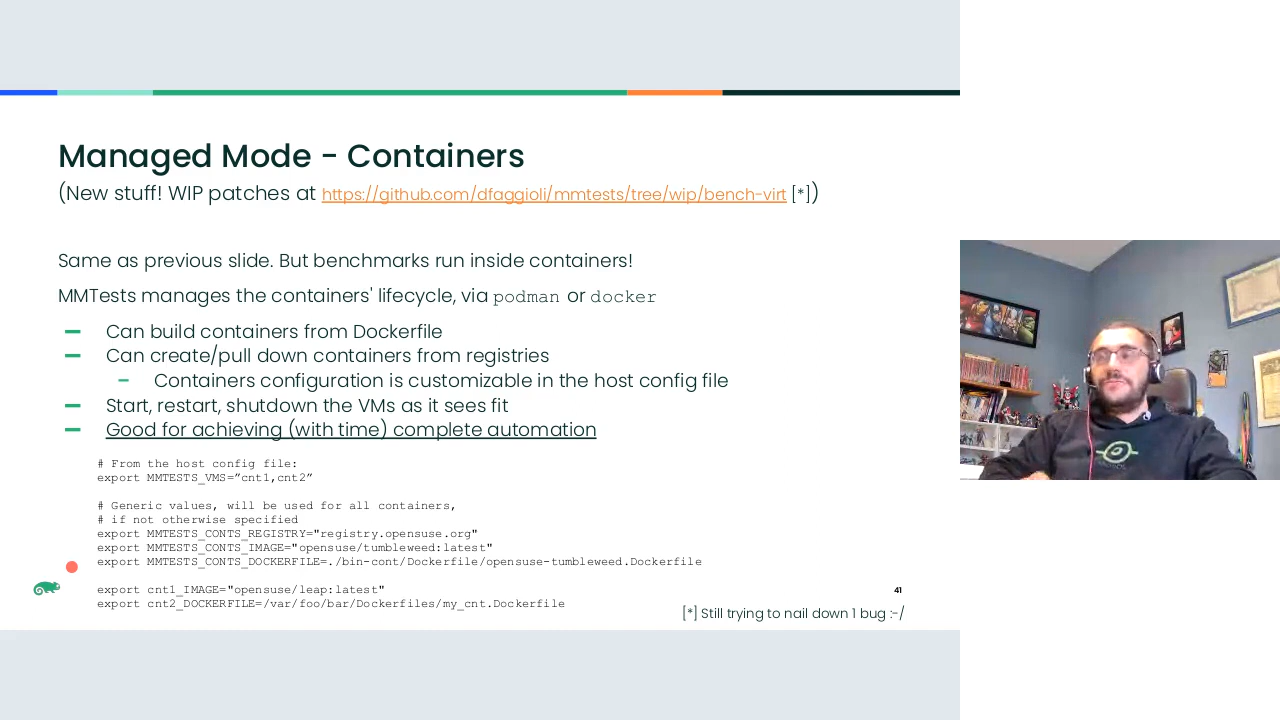 Managed Mode - Containers
(New stuff! WIP patches at https://github.com/dfaggioli/mmtests/tree/wip/bench-virt [*])
Same as previous slide. But benchmarks run inside containers!
MMTests manages the containers' lifecycle, via podman or docker
Can build containers from Dockerfile
Can create/pull down containers from registries
Containers configuration is customizable in the host config file
Start, restart, shutdown the VMs as it sees fit
Good for achieving (with time) complete automation
# From the host config file:
export MMTESTS_VMS=”cnt1,cnt2”
# Generic values, will be used for all containers,
# if not otherwise specified
export MMTESTS_CONTS_REGISTRY="registry.opensuse.org"
export MMTESTS_CONTS_IMAGE="opensuse/tumbleweed:latest"
export MMTESTS_CONTS_DOCKERFILE=./bin-cont/Dockerfile/opensuse-tumbleweed.Dockerfile
export cnt1_IMAGE="opensuse/leap:latest"
export cnt2_DOCKERFILE=/var/foo/bar/Dockerfiles/my_cnt.Dockerfile
41
[*] Still trying to nail down 1 bug :-/